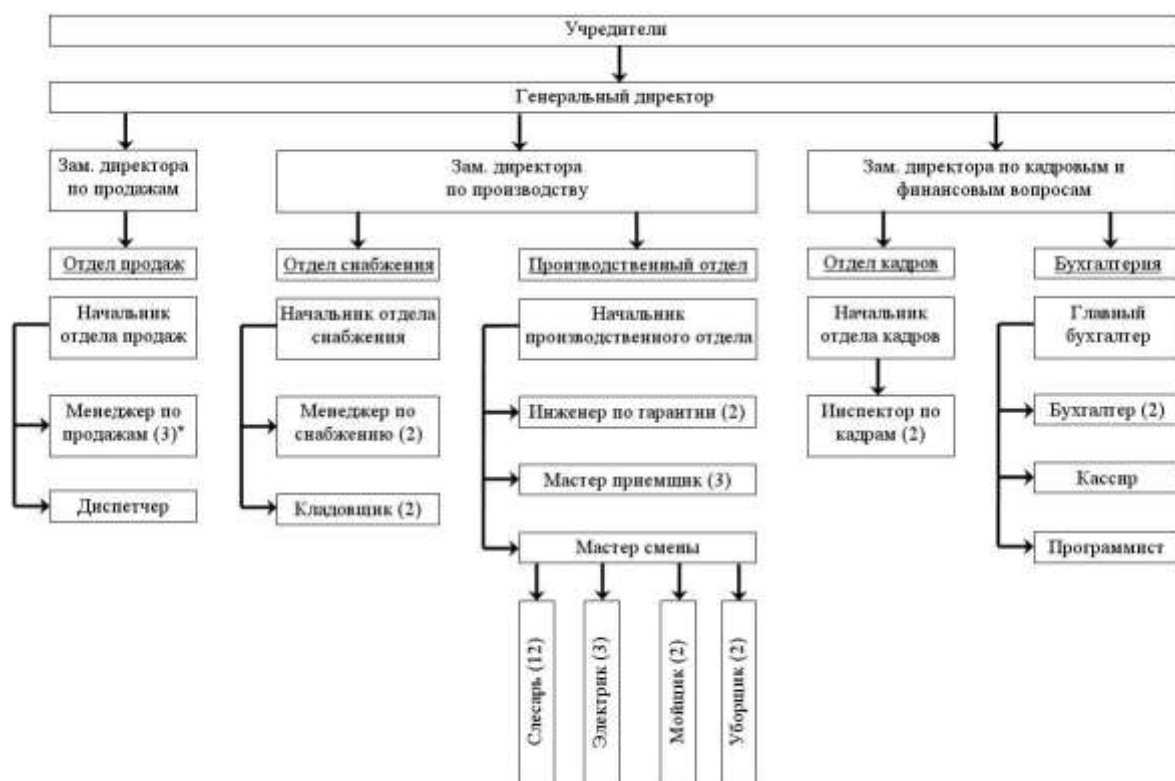 Учредители
Генеральный директор
Зам. директора
по продажам
Зам. директора
по производству
Зам. директора по кадровым и
финансовым вопросам
Отдел продаж
Отдел снабжения
Производственный отдел
Отдел кадров
Бухгалтерия
Начальник
отдела продаж
Начальник отдела
снабжения
Начальник
производственного отдела
Начальник
отдела кадров
Главный
бухгалтер
Менеджер по
продажам (3)*
Менеджер по
снабжению (2)
Инженер по гарантии (2)
Инспектор по
кадрам (2)
Бухгалтер (2)
Диспетчер
Кладовщик (2)
Мастер приемщик (3)
Кассир
Мастер смены
Программист
Слесарь (12)
Электрик (3)
Мойщик (2)
Уборщик (2)